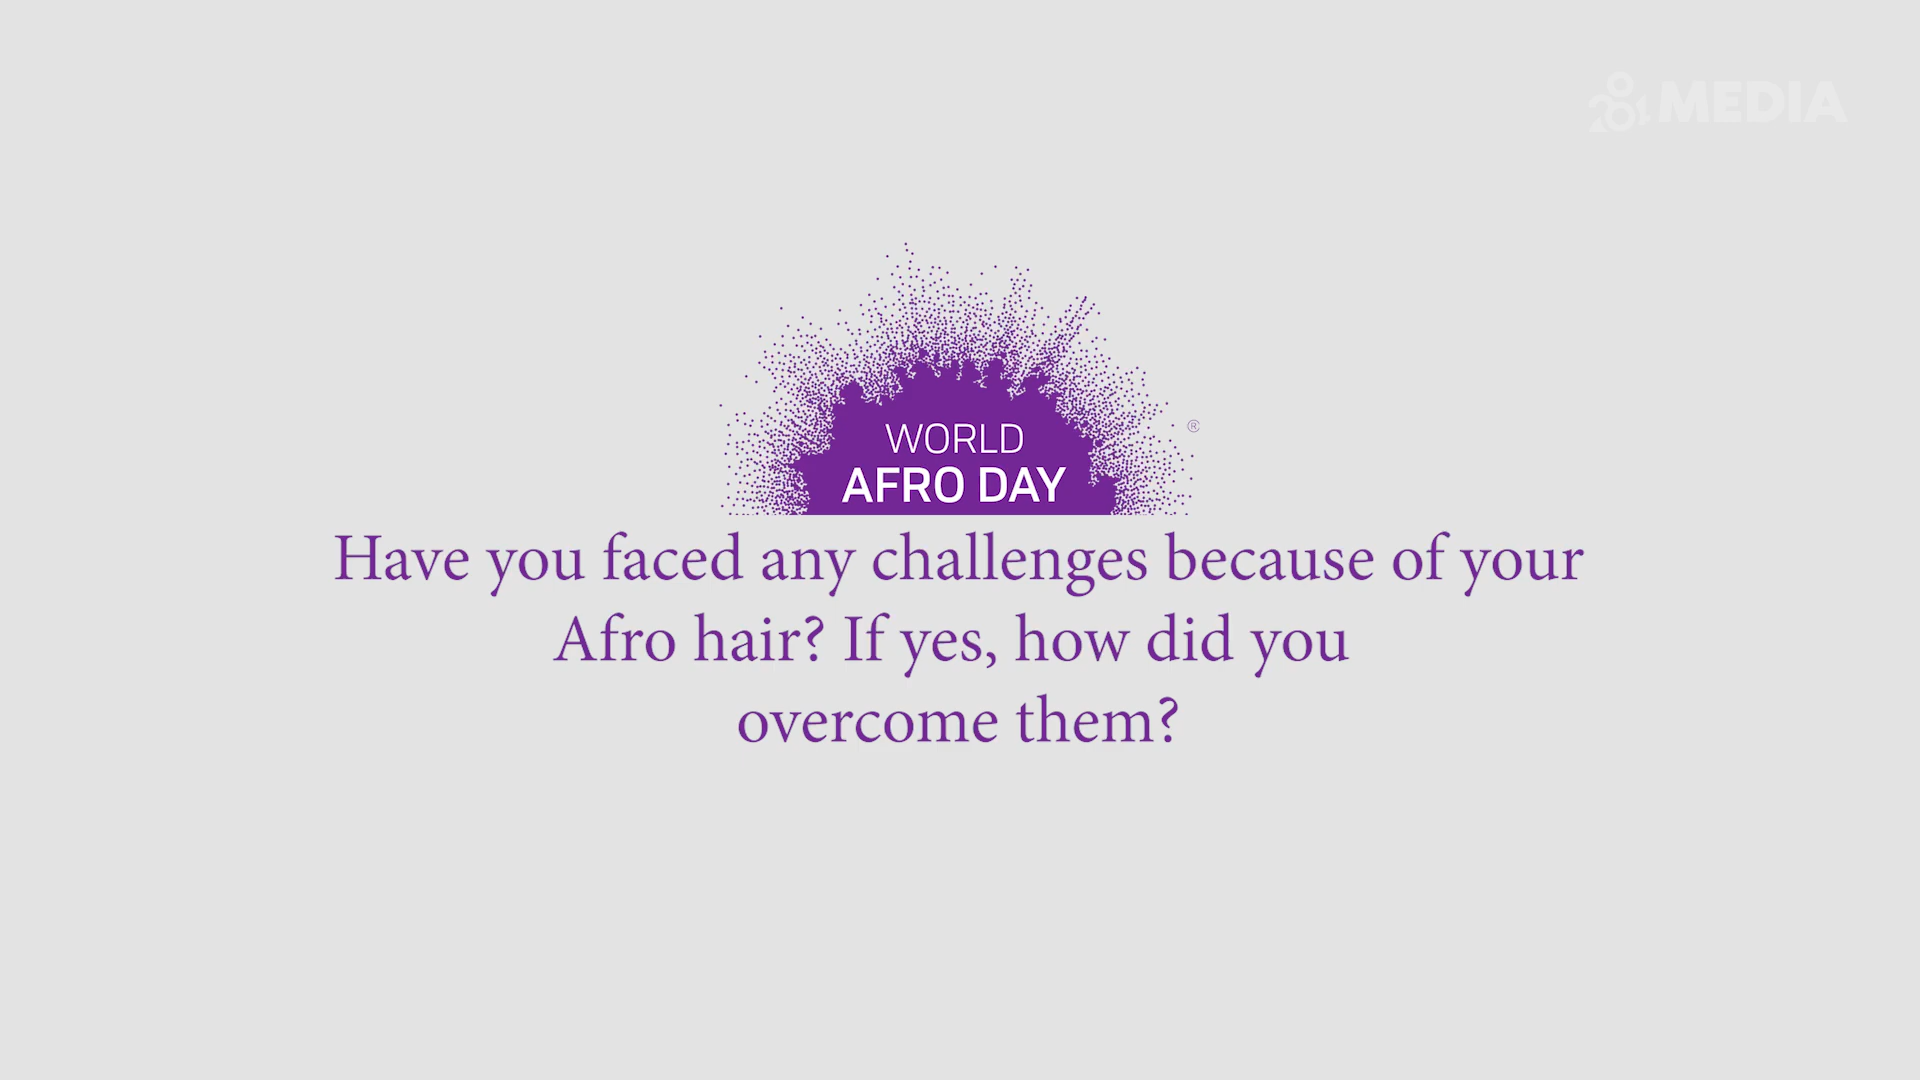 MEDIA
WORLD
AFRO DAY
®
Have you faced any challenges because of your
Afro hair? If yes, how did you
overcome them?